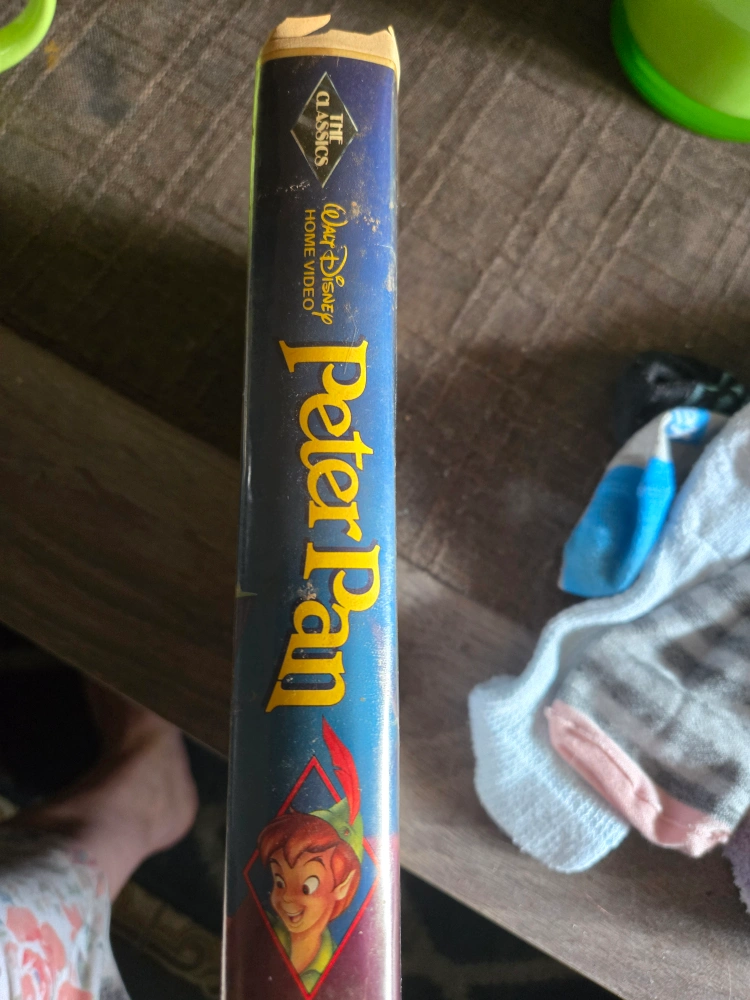 THE
CLASSICS
WALT DISNEY
HOME VIDEO
Peter Pan